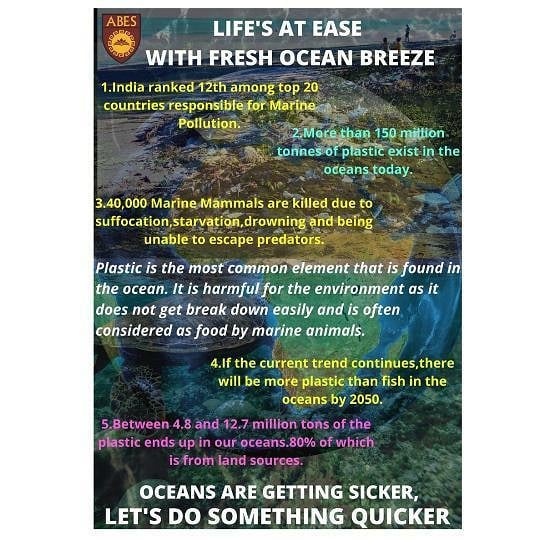 ABES
LIFE'S AT EASE
WITH FRESH OCEAN BREEZE
1.India ranked 12th among top 20
countries responsible for Marine
Pollution.
2.More than 150 million
tonnes of plastic exist in the
oceans today.
3.40,000 Marine Mammals are killed due to
suffocation,starvation,drowning and being
unable to escape predators.
Plastic is the most common element that is found in
the ocean. It is harmful for the environment as it
does not get break down easily and is often
considered as food by marine animals.
4.If the current trend continues,there
will be more plastic than fish in the
oceans by 2050.
5.Between 4.8 and 12.7 million tons of the
plastic ends up in our oceans.80% of which
is from land sources.
OCEANS ARE GETTING SICKER,
LET'S DO SOMETHING QUICKER